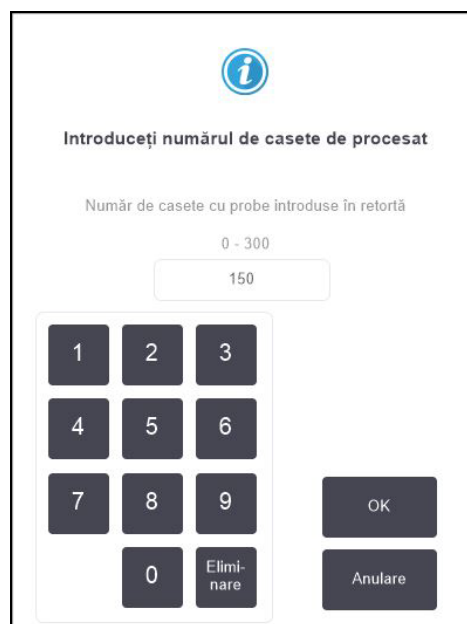 Introduceți numărul de casete de procesat
Număr de casete cu probe introduse în retortă
0 - 300
150
1 2 3
4 5 6
7 8 9 OK
0 Elimi-
nare Anulare